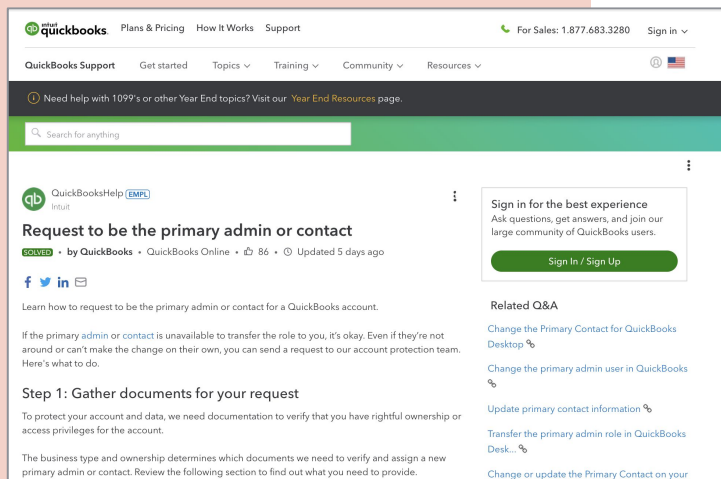 intuit
quickbooks. Plans & Pricing How It Works Support For Sales: 1.877.683.3280 Sign in
QuickBooks Support Get started Topics Training Community Resources
Need help with 1099's or other Year End topics? Visit our Year End Resources page.
Search for anything
qb QuickBooksHelp EMPL
Intuit
Request to be the primary admin or contact
SOLVED • by QuickBooks • QuickBooks Online • 86 • Updated 5 days ago
Learn how to request to be the primary admin or contact for a QuickBooks account.
If the primary admin or contact is unavailable to transfer the role to you, it's okay. Even if they're not
around or can't make the change on their own, you can send a request to our account protection team.
Here's what to do.
Step 1: Gather documents for your request
To protect your account and data, we need documentation to verify that you have rightful ownership or
access privileges for the account.
The business type and ownership determines which documents we need to verify and assign a new
primary admin or contact. Review the following section to find out what you need to provide.
Sign in for the best experience
Ask questions, get answers, and join our
large community of QuickBooks users.
Sign In / Sign Up
Related Q&A
Change the Primary Contact for QuickBooks
Desktop
Change the primary admin user in QuickBooks
Update primary contact information
Transfer the primary admin role in QuickBooks
Desk...
Change or update the Primary Contact on your